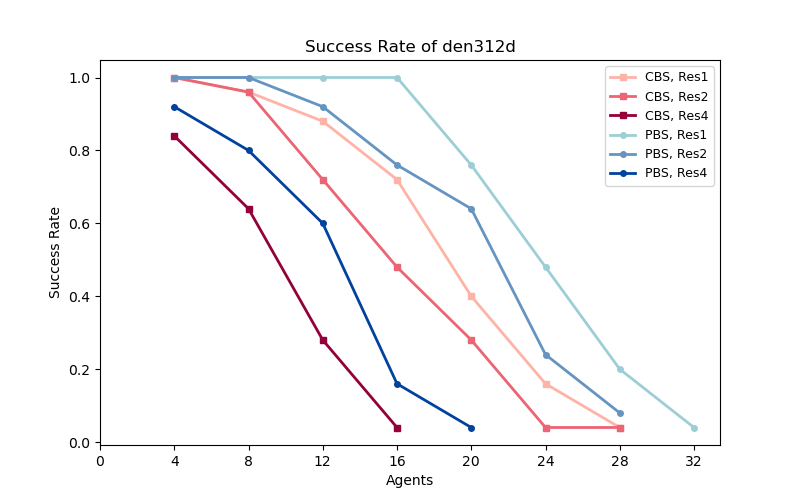 Success Rate of den312d
1.0
0.8
0.6
0.4
0.2
0.0
Success Rate
0 4 8 12 16 20 24 28 32
Agents
CBS, Res1
CBS, Res2
CBS, Res4
PBS, Res1
PBS, Res2
PBS, Res4